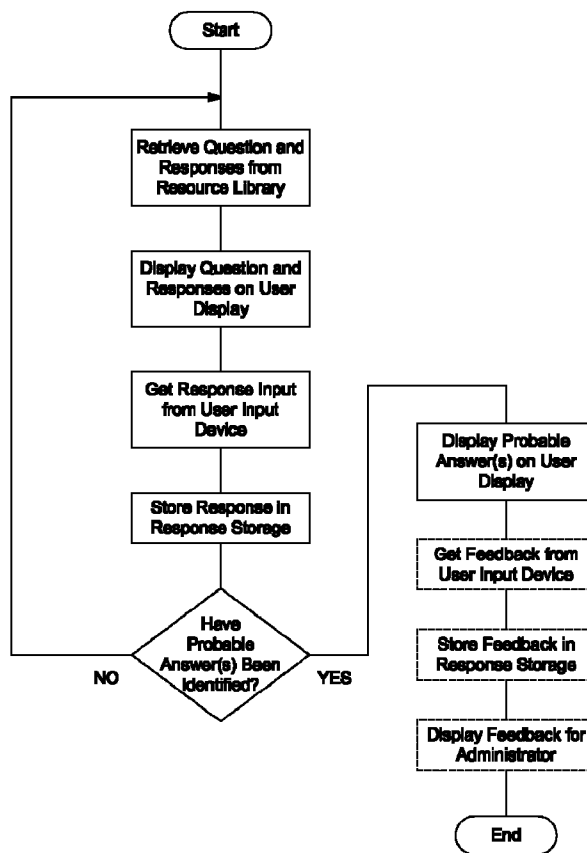 Start
Retrieve Question and
Responses from
Resource Library
Display Question and
Responses on User
Display
Get Response Input
from User Input
Device
Store Response in
Response Storage
Have
Probable
Answer(s) Been
Identified?
NO
YES
Display Probable
Answer(s) on User
Display
Get Feedback from
User Input Device
Store Feedback in
Response Storage
Display Feedback for
Administrator
End